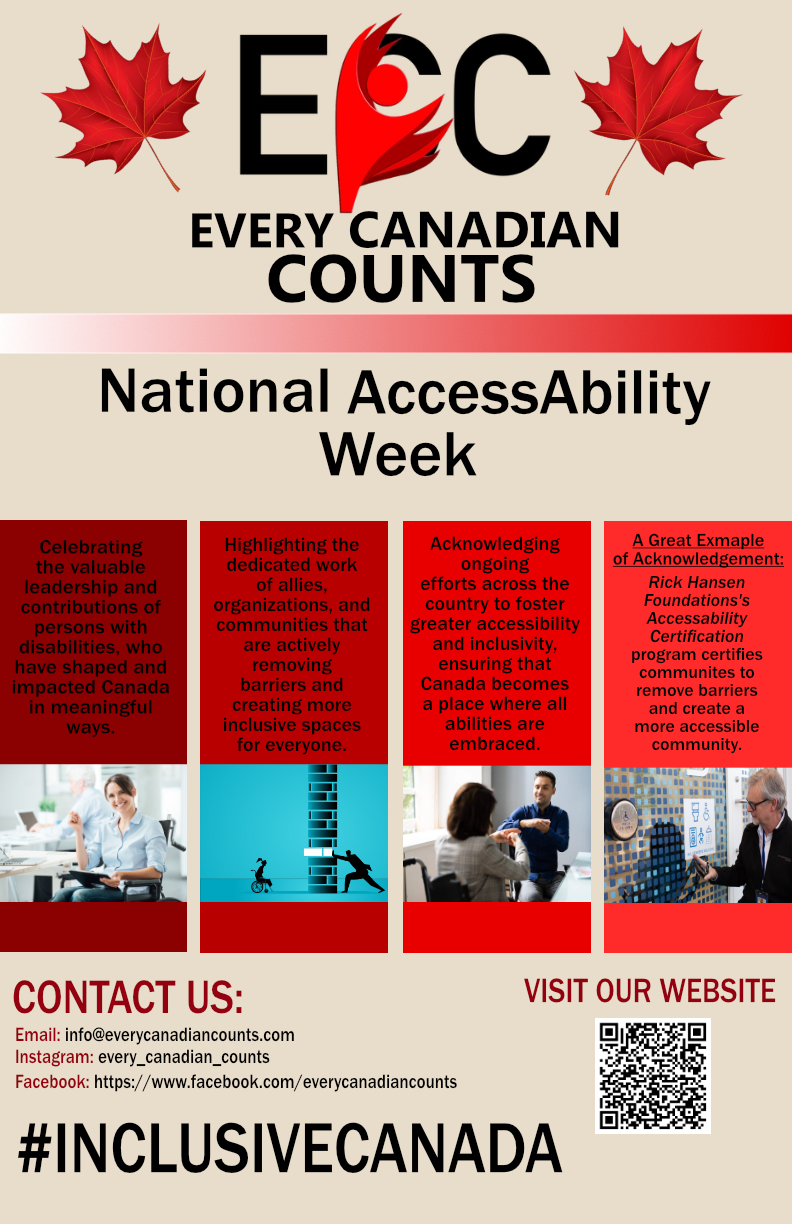 ECC
EVERY CANADIAN
COUNTS
National AccessAbility
Week
Celebrating
the valuable
leadership and
contributions of
persons with
disabilities, who
have shaped and
impacted Canada
in meaningful
ways.
Highlighting the
dedicated work
of allies,
organizations, and
communities that
are actively
removing
barriers and
creating more
inclusive spaces
for everyone.
Acknowledging
ongoing
efforts across the
country to foster
greater accessibility
and inclusivity,
ensuring that
Canada becomes
a place where all
abilities are
embraced.
A Great Exmaple
of Acknowledgement:
Rick Hansen
Foundations's
Accessability
Certification
program certifies
communites to
remove barriers
and create a
more accessible
community.
CONTACT US:
Email: info@everycanadiancounts.com
Instagram: every_canadian_counts
Facebook: https://www.facebook.com/everycanadiancounts
VISIT OUR WEBSITE
#INCLUSIVECANADA